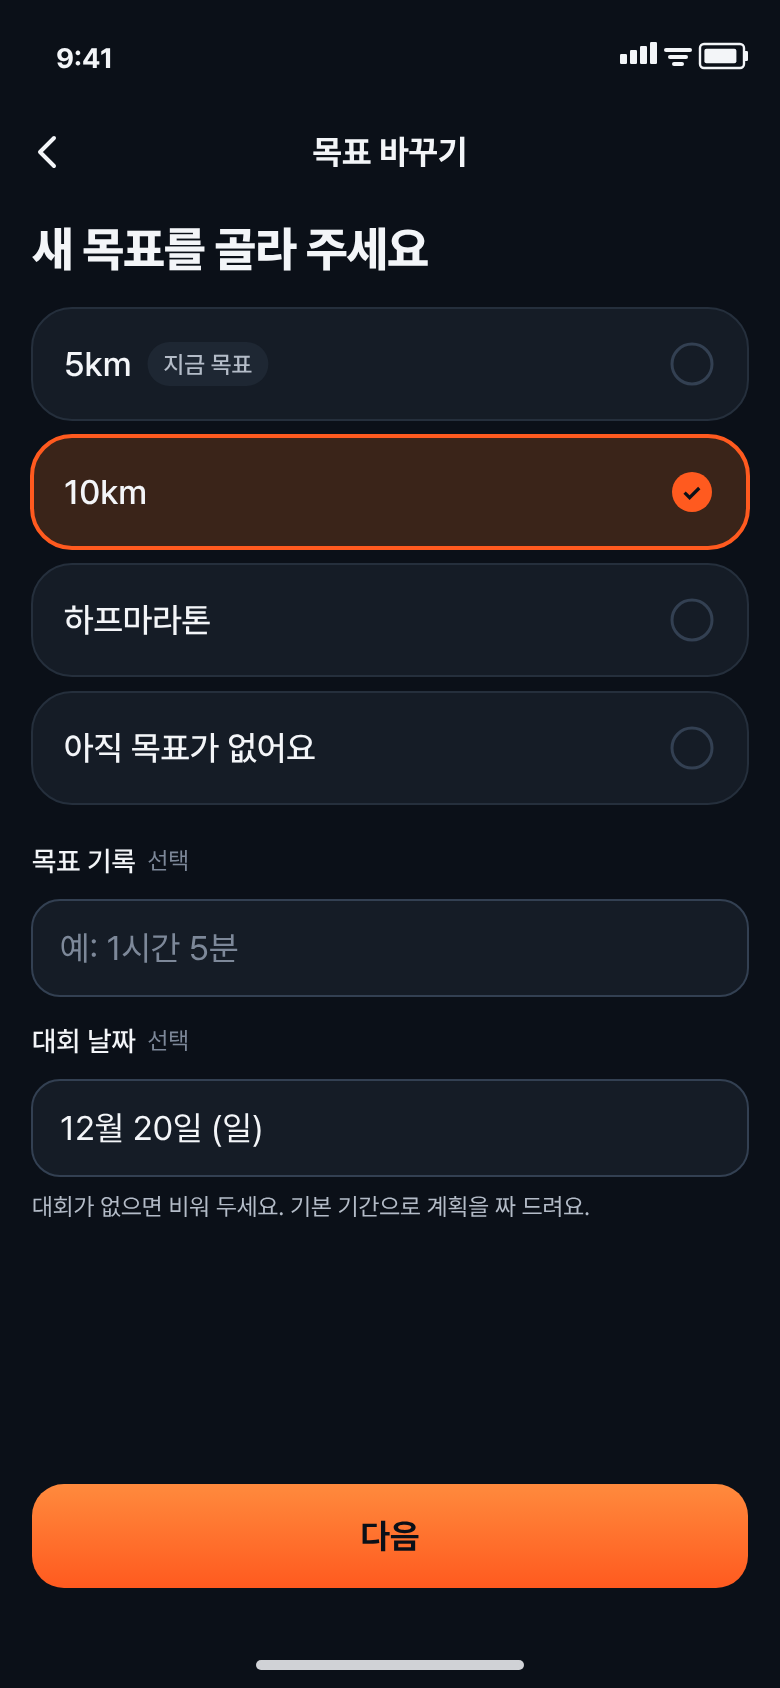 9:41
목표 바꾸기
새 목표를 골라 주세요
5km 지금 목표
10km
하프마라톤
아직 목표가 없어요
목표 기록 선택
예: 1시간 5분
대회 날짜 선택
12월 20일 (일)
대회가 없으면 비워 두세요. 기본 기간으로 계획을 짜 드려요.
다음